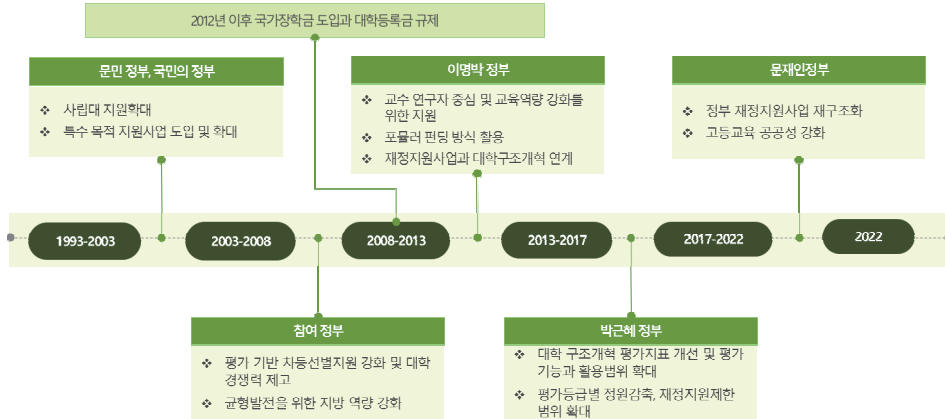 2012년 이후 국가장학금 도입과 대학등록금 규제
문민 정부, 국민의 정부
❖ 사립대 지원확대
❖ 특수 목적 지원사업 도입 및 확대
이명박 정부
❖ 교수 연구자 중심 및 교육역량 강화를
위한 지원
❖ 포뮬러 펀딩 방식 활용
❖ 재정지원사업과 대학구조개혁 연계
문재인정부
❖ 정부 재정지원사업 재구조화
❖ 고등교육 공공성 강화
1993-2003
2003-2008
2008-2013
2013-2017
2017-2022
2022
참여 정부
❖ 평가 기반 차등선별지원 강화 및 대학
경쟁력 제고
❖ 균형발전을 위한 지방 역량 강화
박근혜 정부
❖ 대학 구조개혁 평가지표 개선 및 평가
기능과 활용범위 확대
❖ 평가등급별 정원감축, 재정지원제한
범위 확대